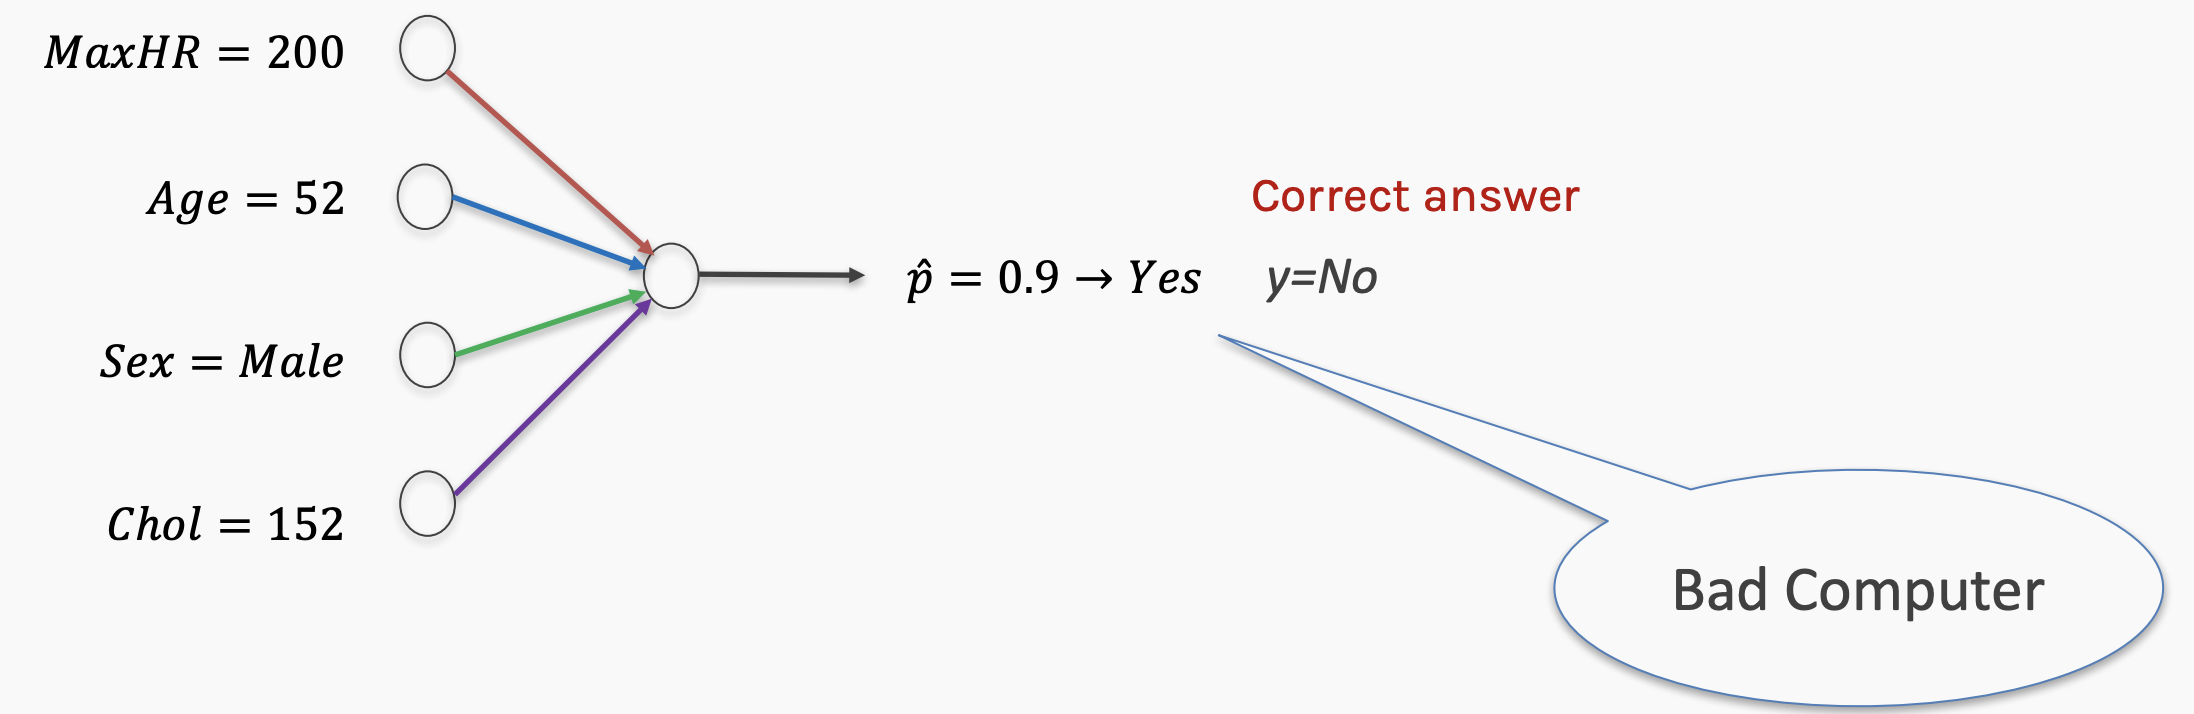 MaxHR = 200
Age = 52
Correct answer
p̂ = 0.9 → Yes y=No
Sex = Male
Chol = 152
Bad Computer